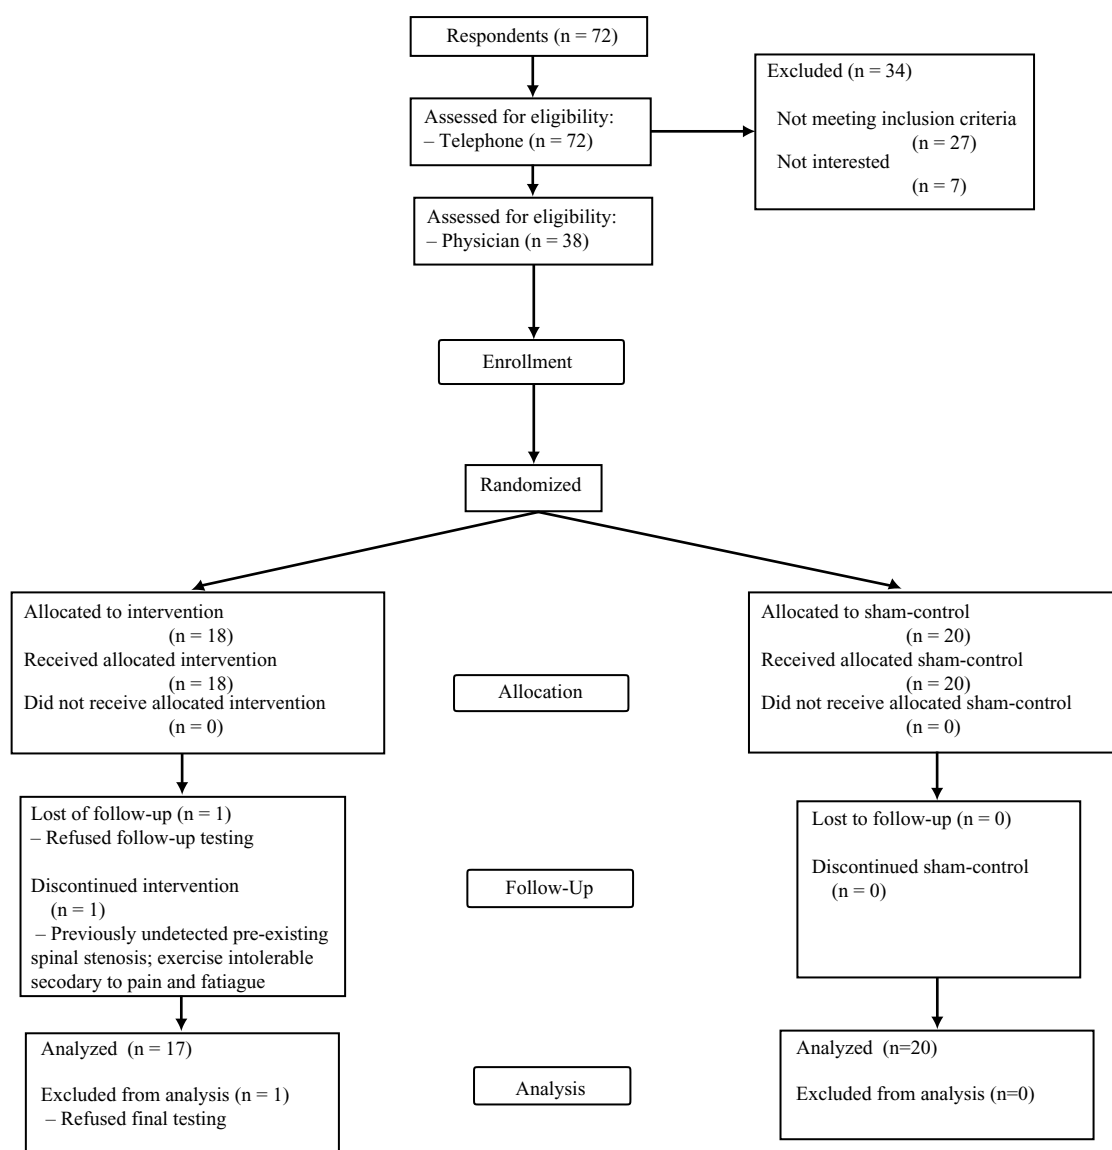 Respondents (n = 72)
Assessed for eligibility:
– Telephone (n = 72)
Excluded (n = 34)
Not meeting inclusion criteria
(n = 27)
Not interested
(n = 7)
Assessed for eligibility:
– Physician (n = 38)
Enrollment
Randomized
Allocated to intervention
(n = 18)
Received allocated intervention
(n = 18)
Did not receive allocated intervention
(n = 0)
Allocation
Allocated to sham-control
(n = 20)
Received allocated sham-control
(n = 20)
Did not receive allocated sham-control
(n = 0)
Lost of follow-up (n = 1)
– Refused follow-up testing
Discontinued intervention
(n = 1)
– Previously undetected pre-existing
spinal stenosis; exercise intolerable
secodary to pain and fatiague
Follow-Up
Lost to follow-up (n = 0)
Discontinued sham-control
(n = 0)
Analyzed (n = 17)
Excluded from analysis (n = 1)
– Refused final testing
Analysis
Analyzed (n=20)
Excluded from analysis (n=0)